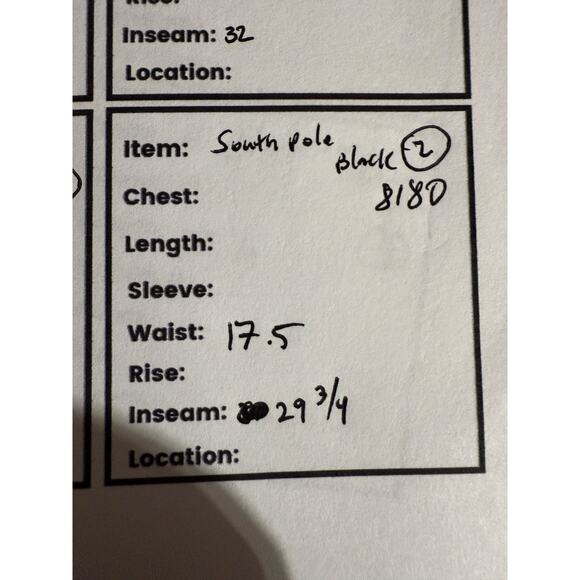 Inseam: 32
Location:
Item: South pole Black 2
8180
Chest:
Length:
Sleeve:
Waist: 17.5
Rise:
Inseam: 29 3/4
Location: